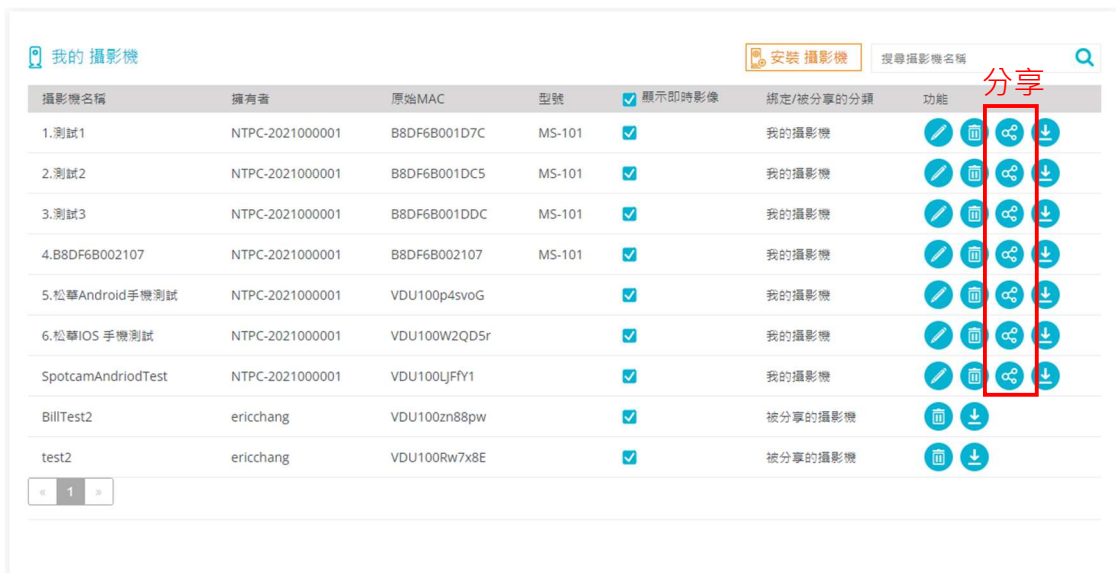 我的 攝影機
安裝 攝影機
搜尋攝影機名稱
分享
攝影機名稱 擁有者 原始MAC 型號 顯示即時影像 綁定/被分享的分類 功能
1.測試1 NTPC-2021000001 B8DF6B001D7C MS-101 我的攝影機
2.測試2 NTPC-2021000001 B8DF6B001DC5 MS-101 我的攝影機
3.測試3 NTPC-2021000001 B8DF6B001DDC MS-101 我的攝影機
4.B8DF6B002107 NTPC-2021000001 B8DF6B002107 MS-101 我的攝影機
5.松華Android手機測試 NTPC-2021000001 VDU100p4svoG 我的攝影機
6.松華IOS 手機測試 NTPC-2021000001 VDU100W2QD5r 我的攝影機
SpotcamAndriodTest NTPC-2021000001 VDU100LJFfY1 我的攝影機
BillTest2 ericchang VDU100zn88pw 被分享的攝影機
test2 ericchang VDU100Rw7x8E 被分享的攝影機
« 1 »